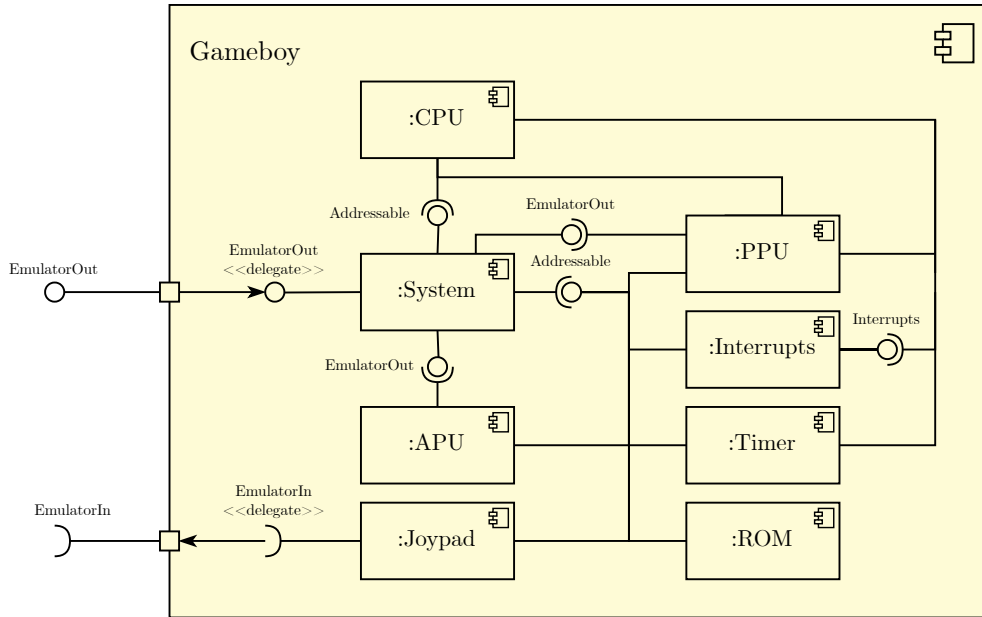 Gameboy
:CPU
Addressable
EmulatorOut
:PPU
EmulatorOut
<<delegate>>
EmulatorOut
:System
Addressable
Interrupts
:Interrupts
EmulatorOut
:APU
:Timer
EmulatorIn
<<delegate>>
EmulatorIn
:Joypad
:ROM